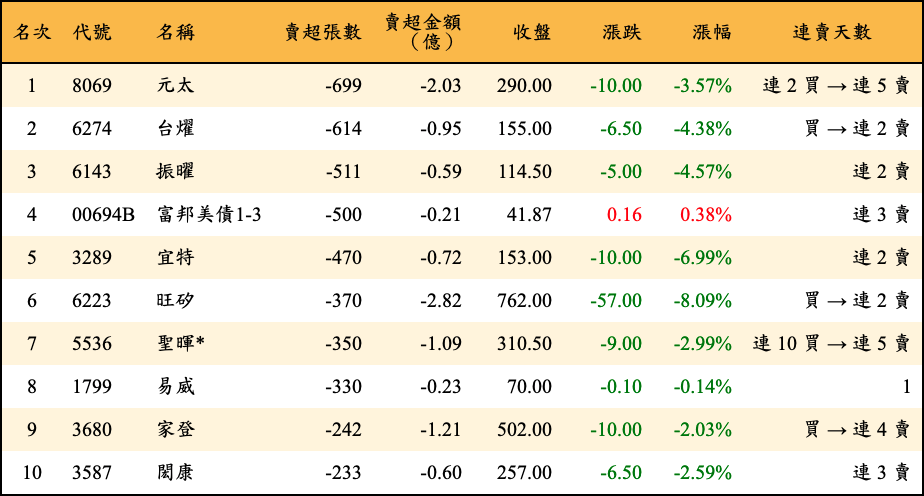 名次 代號 名稱 賣超張數 賣超金額（億） 收盤 漲跌 漲幅 連賣天數
1 8069 元太 -699 -2.03 290.00 -10.00 -3.57% 連 2 買 → 連 5 賣
2 6274 台燿 -614 -0.95 155.00 -6.50 -4.38% 買 → 連 2 賣
3 6143 振曜 -511 -0.59 114.50 -5.00 -4.57% 連 2 賣
4 00694B 富邦美債1-3 -500 -0.21 41.87 0.16 0.38% 連 3 賣
5 3289 宜特 -470 -0.72 153.00 -10.00 -6.99% 連 2 賣
6 6223 旺矽 -370 -2.82 762.00 -57.00 -8.09% 買 → 連 2 賣
7 5536 聖暉* -350 -1.09 310.50 -9.00 -2.99% 連 10 買 → 連 5 賣
8 1799 易威 -330 -0.23 70.00 -0.10 -0.14% 1
9 3680 家登 -242 -1.21 502.00 -10.00 -2.03% 買 → 連 4 賣
10 3587 閎康 -233 -0.60 257.00 -6.50 -2.59% 連 3 賣